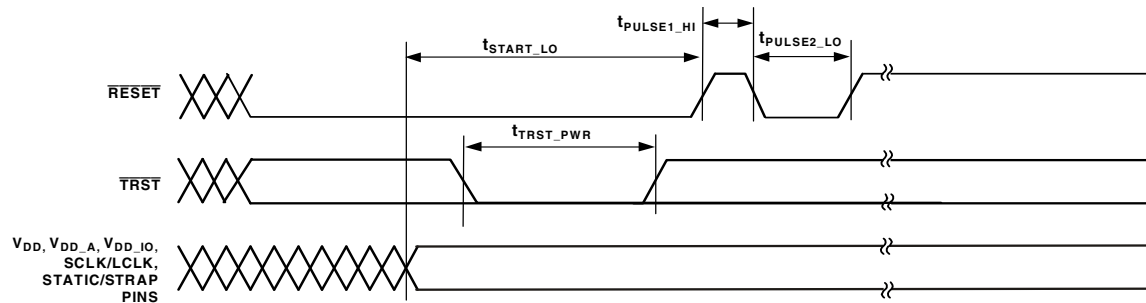 tPULSE1_HI
tSTART_LO
tPULSE2_LO
RESET
tTRST_PWR
TRST
VDD, VDD_A, VDD_IO,
SCLK/LCLK,
STATIC/STRAP
PINS